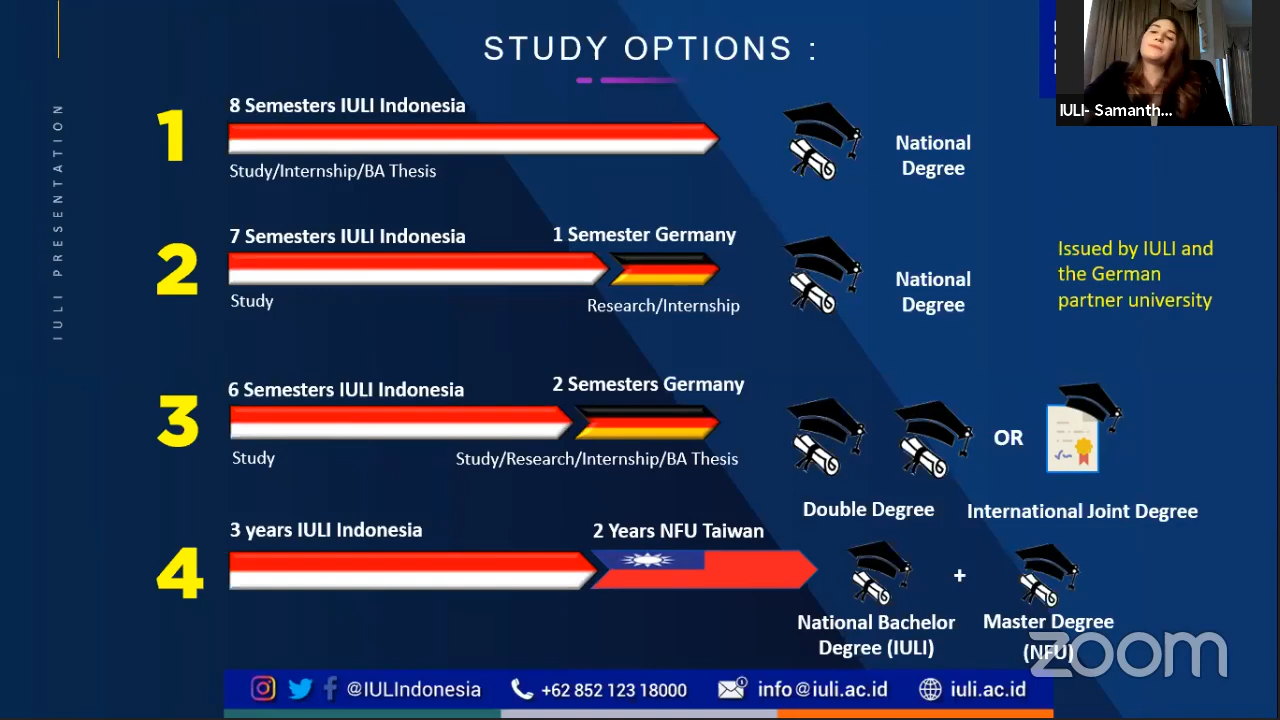 STUDY OPTIONS :
IULI- Samanth...
IULI PRESENTATION
1
8 Semesters IULI Indonesia
Study/Internship/BA Thesis
National
Degree
2
7 Semesters IULI Indonesia
1 Semester Germany
Study
Research/Internship
National
Degree
Issued by IULI and
the German
partner university
3
6 Semesters IULI Indonesia
2 Semesters Germany
Study
Study/Research/Internship/BA Thesis
OR
Double Degree
International Joint Degree
4
3 years IULI Indonesia
2 Years NFU Taiwan
+
National Bachelor
Degree (IULI)
Master Degree
(NFU)
zoom
@IULIndonesia
+62 852 123 18000
info@iuli.ac.id
iuli.ac.id